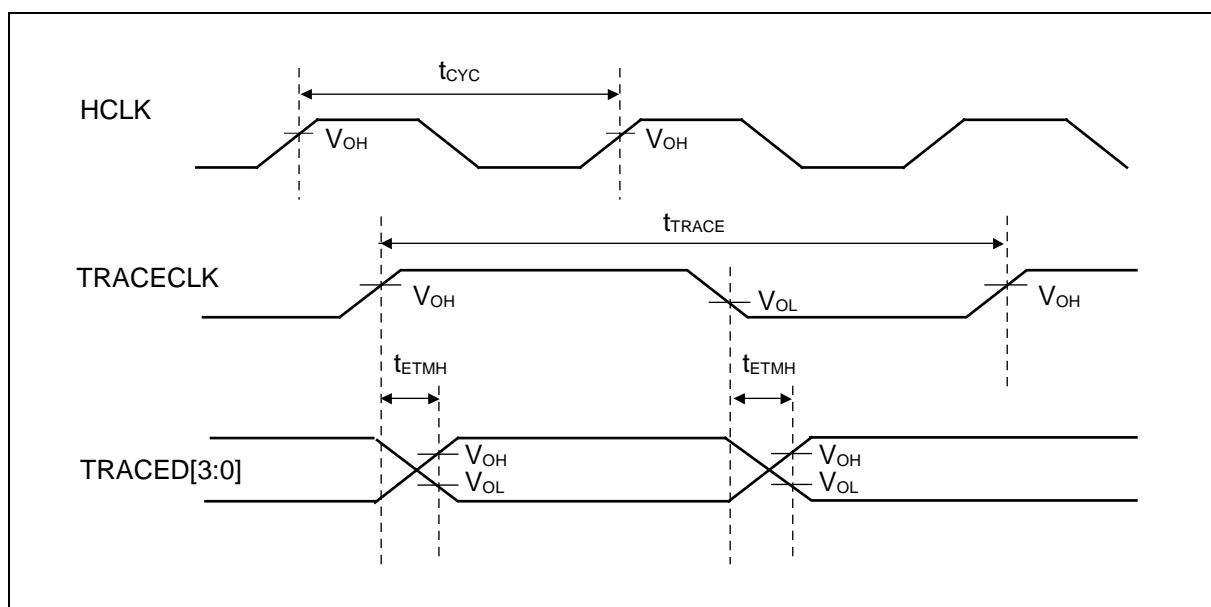 tCYC
HCLK
VOH
VOH
tTRACE
TRACECLK
VOH
VOL
VOH
tETMH
tETMH
TRACED[3:0]
VOH
VOL
VOH
VOL